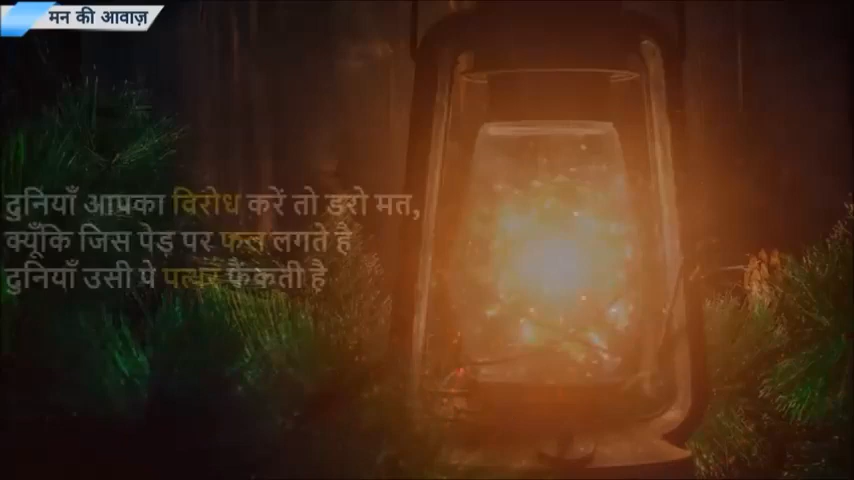 मन की आवाज़
दुनियाँ आपका विरोध करें तो डरो मत,
क्यूँकि जिस पेड़ पर फल लगते है
दुनियाँ उसी पे पत्थर फैंकती है